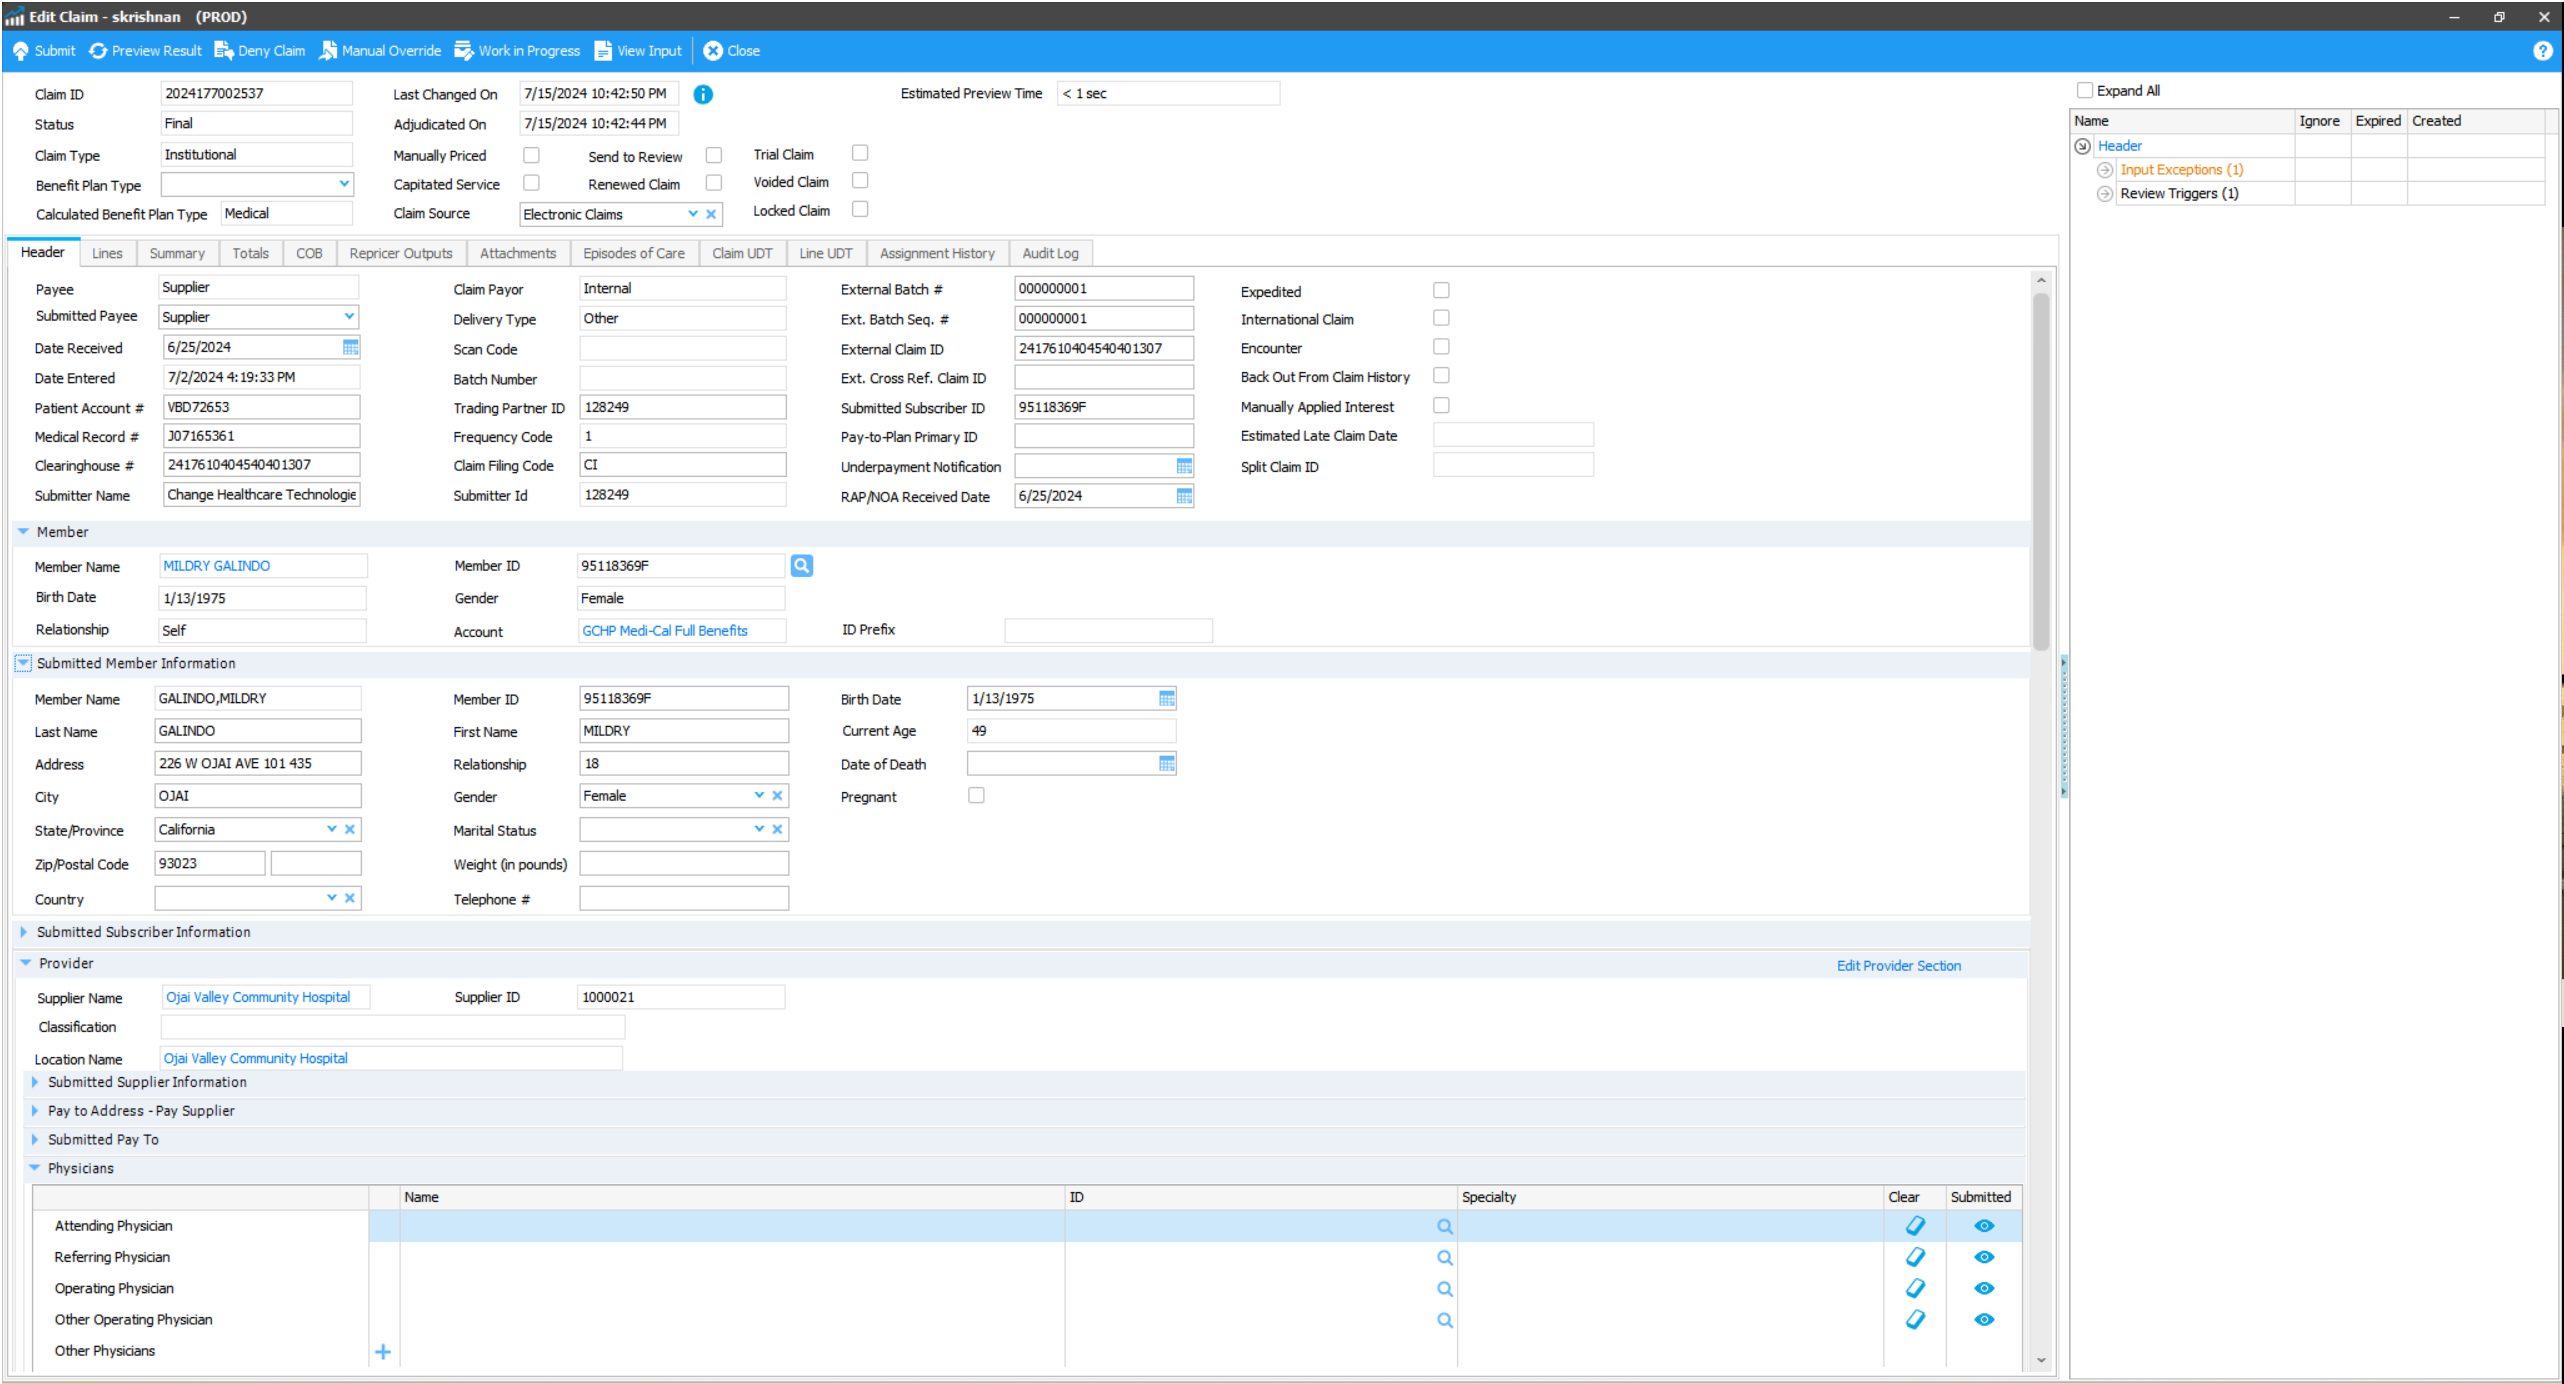 Edit Claim - skrishnan (PROD)
Submit Preview Result Deny Claim Manual Override Work in Progress View Input Close
Claim ID 2024177002537 Last Changed On 7/15/2024 10:42:50 PM Estimated Preview Time < 1 sec
Status Final Adjudicated On 7/15/2024 10:42:44 PM
Claim Type Institutional Manually Priced Send to Review Trial Claim
Benefit Plan Type Capitated Service Renewed Claim Voided Claim
Calculated Benefit Plan Type Medical Claim Source Electronic Claims Locked Claim
Expand All
Name Ignore Expired Created
Header
Input Exceptions (1)
Review Triggers (1)
Header Lines Summary Totals COB Repricer Outputs Attachments Episodes of Care Claim UDT Line UDT Assignment History Audit Log
Payee Supplier Claim Payor Internal External Batch # 000000001 Expedited
Submitted Payee Supplier Delivery Type Other Ext. Batch Seq. # 000000001 International Claim
Date Received 6/25/2024 Scan Code External Claim ID 2417610404540401307 Encounter
Date Entered 7/2/2024 4:19:33 PM Batch Number Ext. Cross Ref. Claim ID Back Out From Claim History
Patient Account # VBD72653 Trading Partner ID 128249 Submitted Subscriber ID 95118369F Manually Applied Interest
Medical Record # J07165361 Frequency Code 1 Pay-to-Plan Primary ID Estimated Late Claim Date
Clearinghouse # 2417610404540401307 Claim Filing Code CI Underpayment Notification Split Claim ID
Submitter Name Change Healthcare Technologie Submitter Id 128249 RAP/NOA Received Date 6/25/2024
Member
Member Name MILDRY GALINDO Member ID 95118369F
Birth Date 1/13/1975 Gender Female
Relationship Self Account GCHP Medi-Cal Full Benefits ID Prefix
Submitted Member Information
Member Name GALINDO,MILDRY Member ID 95118369F Birth Date 1/13/1975
Last Name GALINDO First Name MILDRY Current Age 49
Address 226 W OJAI AVE 101 435 Relationship 18 Date of Death
City OJAI Gender Female Pregnant
State/Province California Marital Status
Zip/Postal Code 93023 Weight (in pounds)
Country Telephone #
Submitted Subscriber Information
Provider Edit Provider Section
Supplier Name Ojai Valley Community Hospital Supplier ID 1000021
Classification
Location Name Ojai Valley Community Hospital
Submitted Supplier Information
Pay to Address - Pay Supplier
Submitted Pay To
Physicians
Name ID Specialty Clear Submitted
Attending Physician
Referring Physician
Operating Physician
Other Operating Physician
Other Physicians